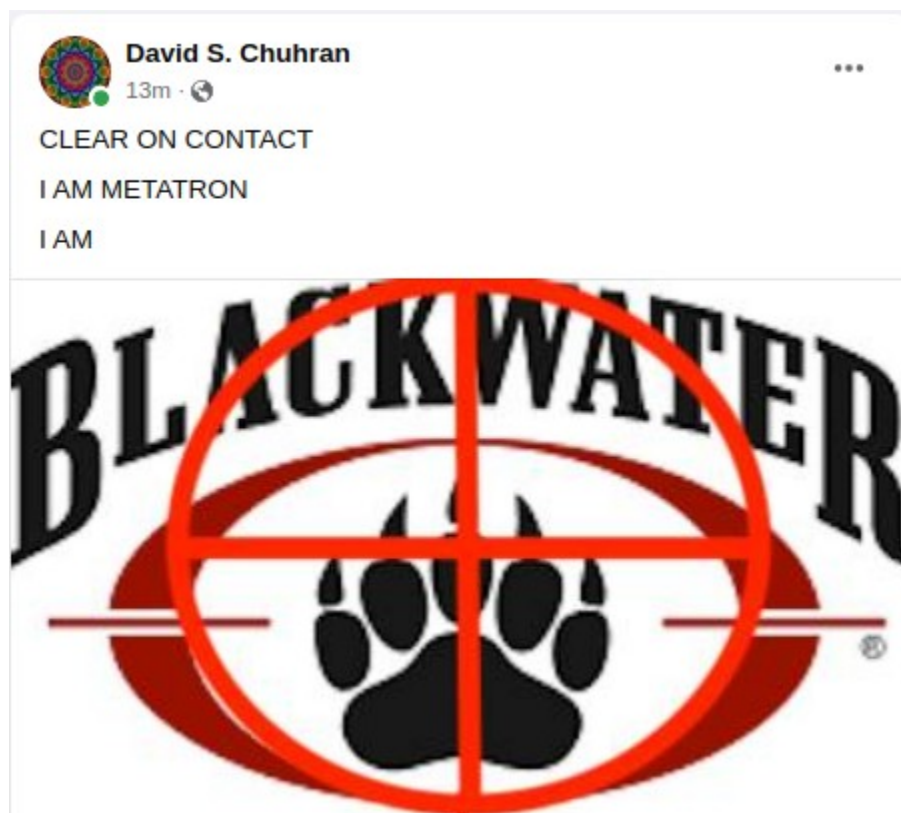 David S. Chuhran
13m ·
CLEAR ON CONTACT
I AM METATRON
I AM
BLACKWATER
®